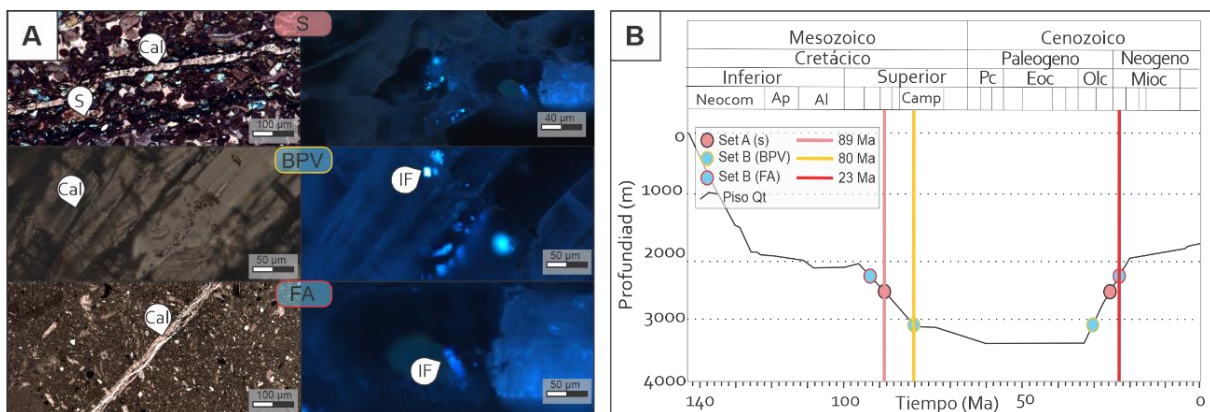 A
Cal
S
S
100 µm
40 µm
BPV
Cal
IF
50 µm
50 µm
FA
Cal
IF
100 µm
50 µm
B
Mesozoico
Cenozoico
Cretácico
Paleogeno
Neogeno
Inferior
Superior
Pc
Eoc
Olc
Mioc
Neocom
Ap
Al
Camp
Set A (s)
89 Ma
Set B (BPV)
80 Ma
Set B (FA)
23 Ma
Piso Qt
Profundiad (m)
0
1000
2000
3000
4000
140
100
50
0
Tiempo (Ma)